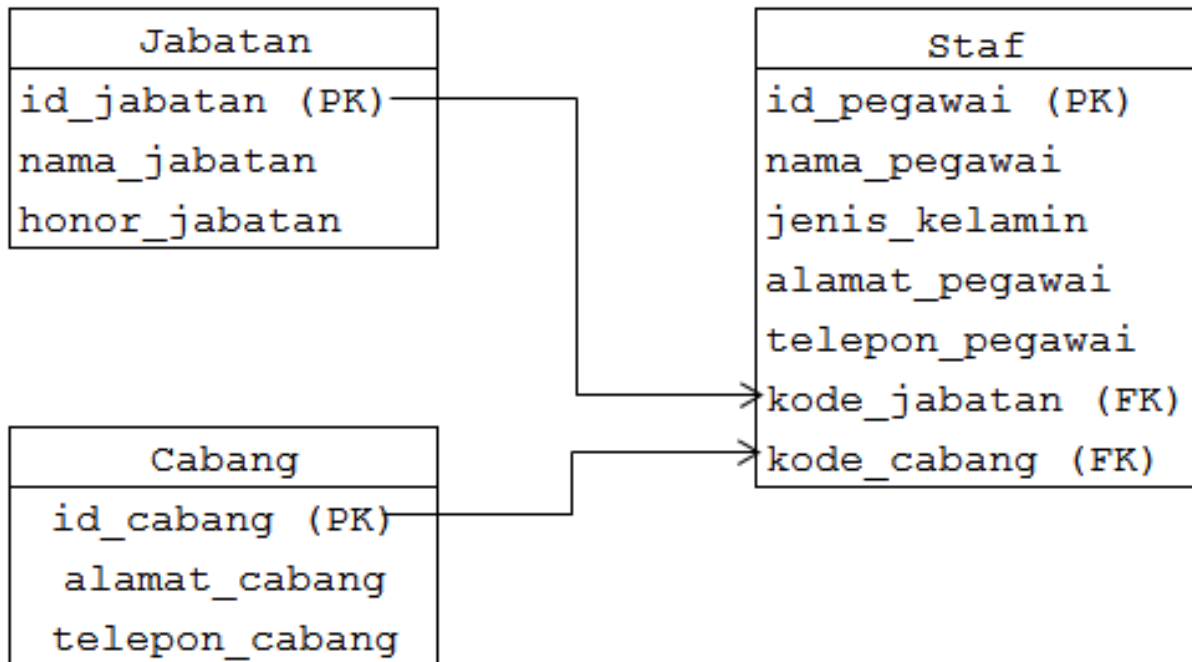 Jabatan
id_jabatan (PK)
nama_jabatan
honor_jabatan
Staf
id_pegawai (PK)
nama_pegawai
jenis_kelamin
alamat_pegawai
telepon_pegawai
kode_jabatan (FK)
kode_cabang (FK)
Cabang
id_cabang (PK)
alamat_cabang
telepon_cabang